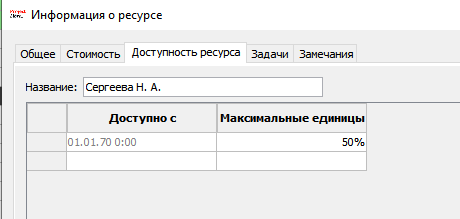 Информация о ресурсе
Общее Стоимость Доступность ресурса Задачи Замечания
Название: Сергеева Н. А.
Доступно с Максимальные единицы
01.01.70 0:00 50%